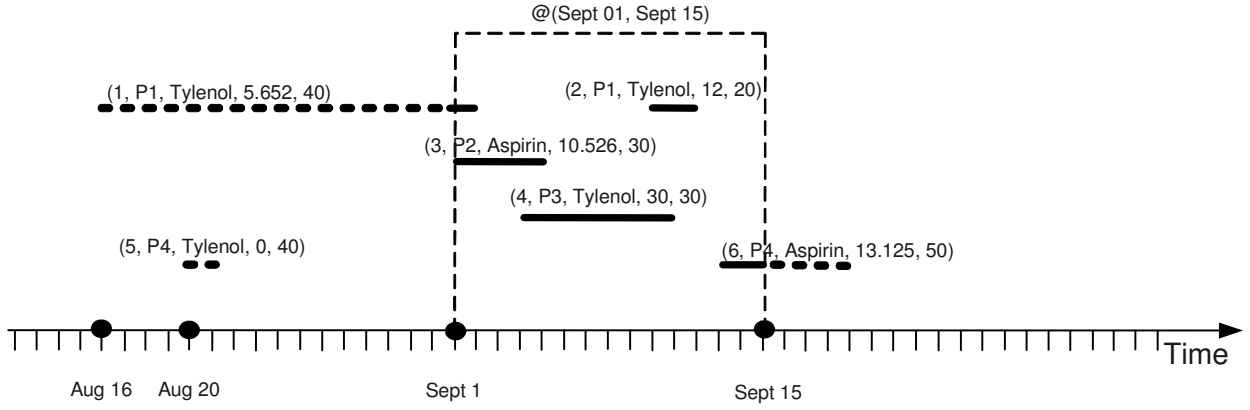 @(Sept 01, Sept 15)
(1, P1, Tylenol, 5.652, 40)
(2, P1, Tylenol, 12, 20)
(3, P2, Aspirin, 10.526, 30)
(4, P3, Tylenol, 30, 30)
(5, P4, Tylenol, 0, 40)
(6, P4, Aspirin, 13.125, 50)
Time
Aug 16
Aug 20
Sept 1
Sept 15